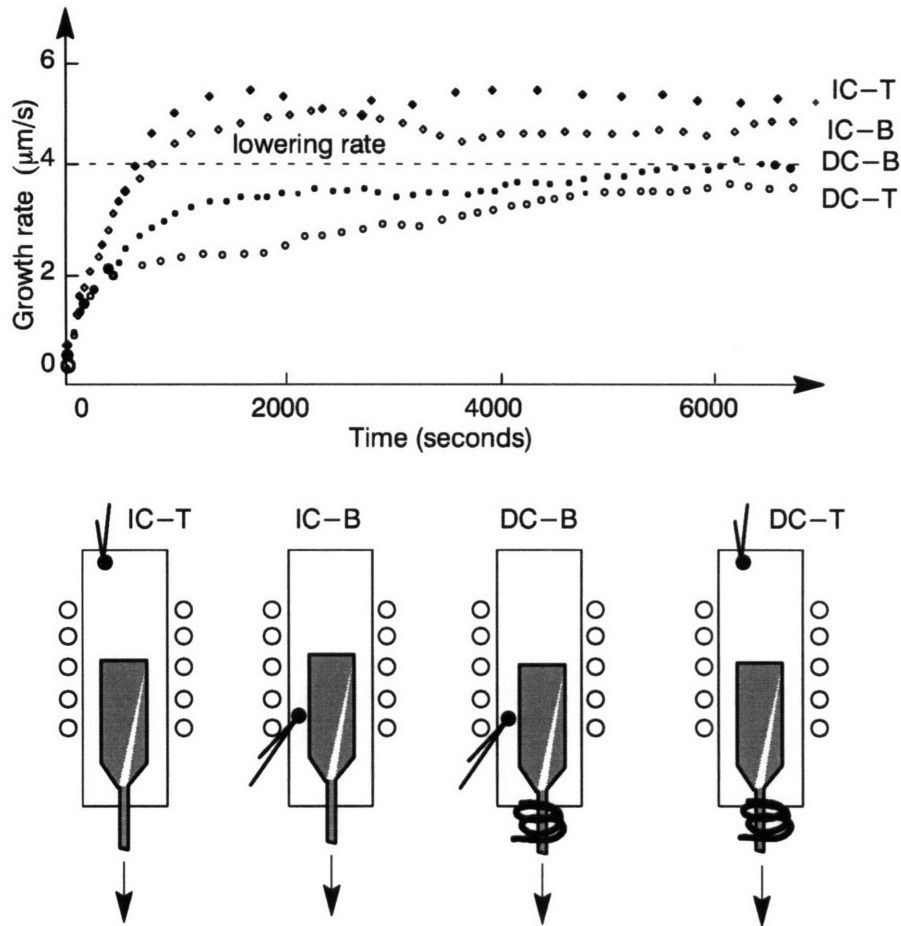 6
IC–T
IC–B
lowering rate
.4
DC–B
DC–T
2
0
Growth rate (μm/s)
0 2000 4000 6000
Time (seconds)
IC–T IC–B DC–B DC–T